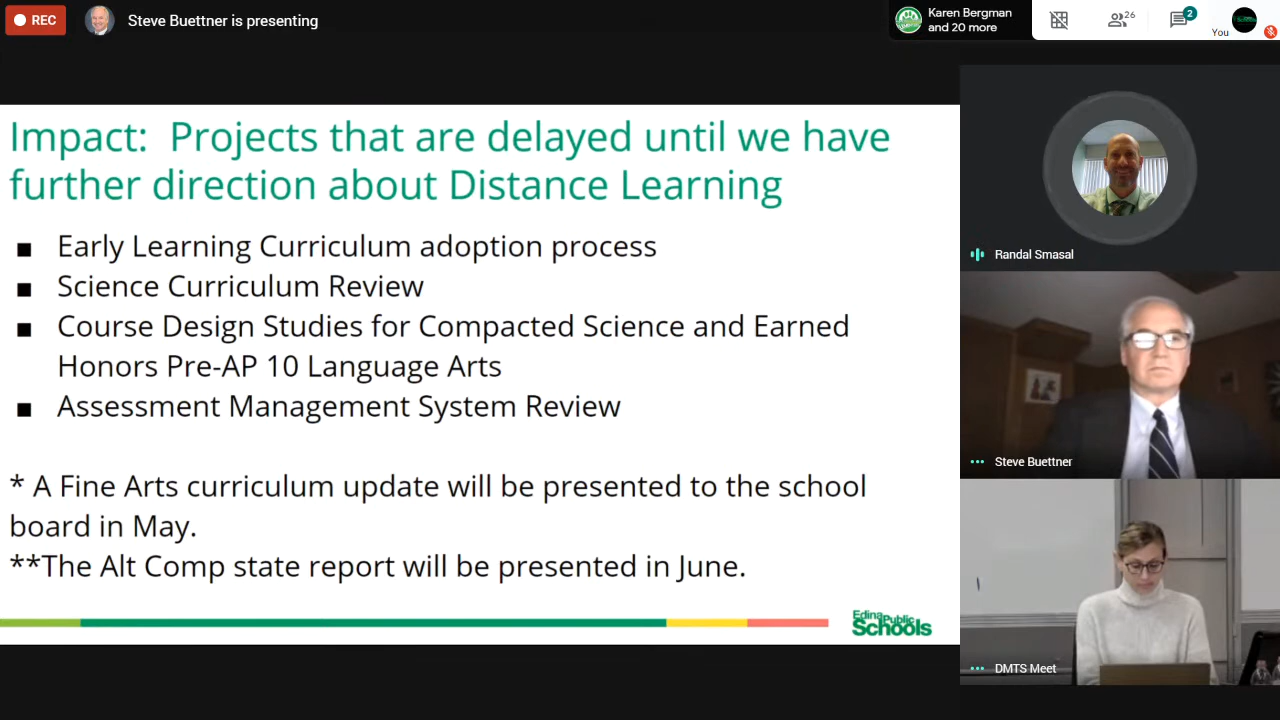 REC
Steve Buettner is presenting
Karen Bergman
and 20 more
26
2
You
Impact:  Projects that are delayed until we have
further direction about Distance Learning
Early Learning Curriculum adoption process
Science Curriculum Review
Course Design Studies for Compacted Science and Earned
Honors Pre-AP 10 Language Arts
Assessment Management System Review
* A Fine Arts curriculum update will be presented to the school
board in May.
**The Alt Comp state report will be presented in June.
Edina Public
Schools
Randal Smasal
Steve Buettner
DMTS Meet